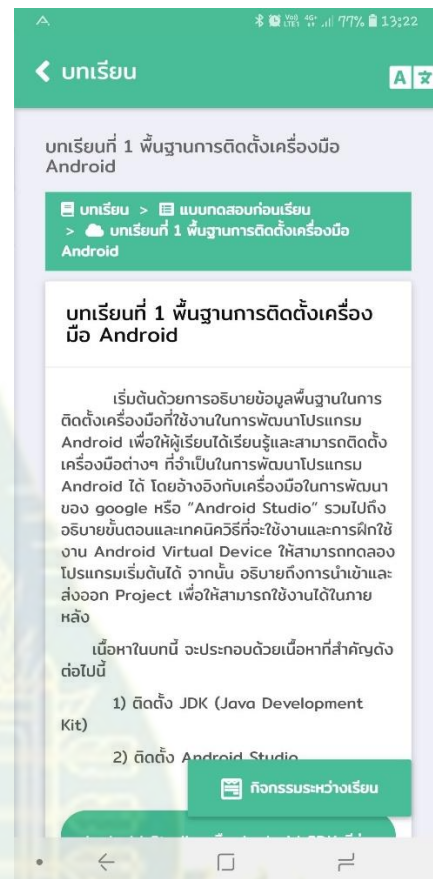 77% 13:22
บทเรียน
บทเรียนที่ 1 พื้นฐานการติดตั้งเครื่องมือ
Android
บทเรียน > แบบทดสอบก่อนเรียน
> บทเรียนที่ 1 พื้นฐานการติดตั้งเครื่องมือ
Android
บทเรียนที่ 1 พื้นฐานการติดตั้งเครื่อง
มือ Android
เริ่มต้นด้วยการอธิบายข้อมูลพื้นฐานในการ
ติดตั้งเครื่องมือที่ใช้งานในการพัฒนาโปรแกรม
Android เพื่อให้ผู้เรียนได้เรียนรู้และสามารถติดตั้ง
เครื่องมือต่างๆ ที่จำเป็นในการพัฒนาโปรแกรม
Android ได้ โดยอ้างอิงกับเครื่องมือในการพัฒนา
ของ google หรือ "Android Studio" รวมไปถึง
อธิบายขั้นตอนและเทคนิควิธีที่จะใช้งานและการฝึกใช้
งาน Android Virtual Device ให้สามารถทดลอง
โปรแกรมเริ่มต้นได้ จากนั้น อธิบายถึงการนำเข้าและ
ส่งออก Project เพื่อให้สามารถใช้งานได้ในภาย
หลัง
เนื้อหาในบทนี้ จะประกอบด้วยเนื้อหาที่สำคัญดัง
ต่อไปนี้
1) ติดตั้ง JDK (Java Development
Kit)
2) ติดตั้ง Android Studio
กิจกรรมระหว่างเรียน